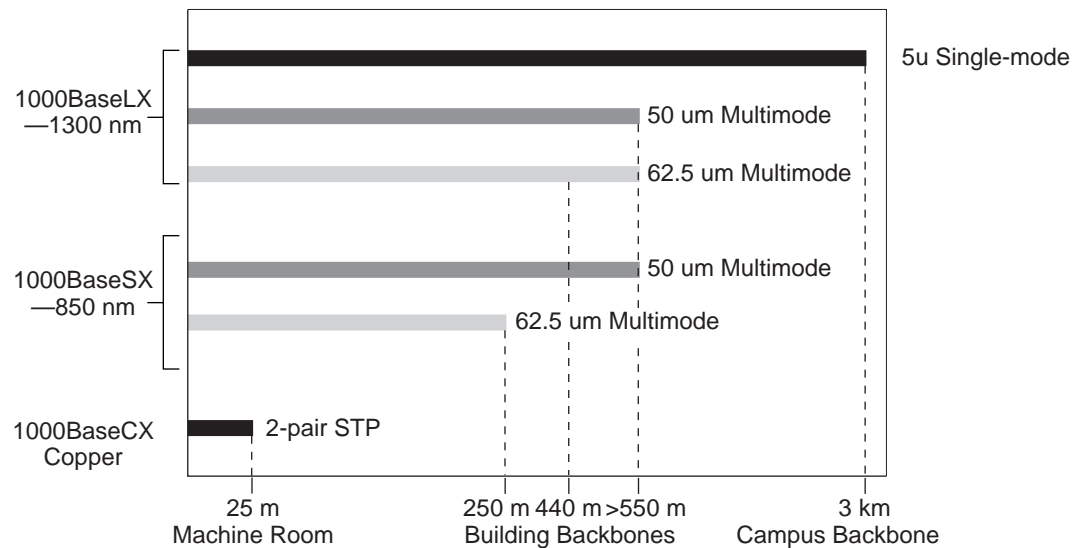 5u Single-mode
1000BaseLX
—1300 nm
50 um Multimode
62.5 um Multimode
1000BaseSX
—850 nm
50 um Multimode
62.5 um Multimode
1000BaseCX
Copper
2-pair STP
25 m
Machine Room
250 m 440 m >550 m
Building Backbones
3 km
Campus Backbone